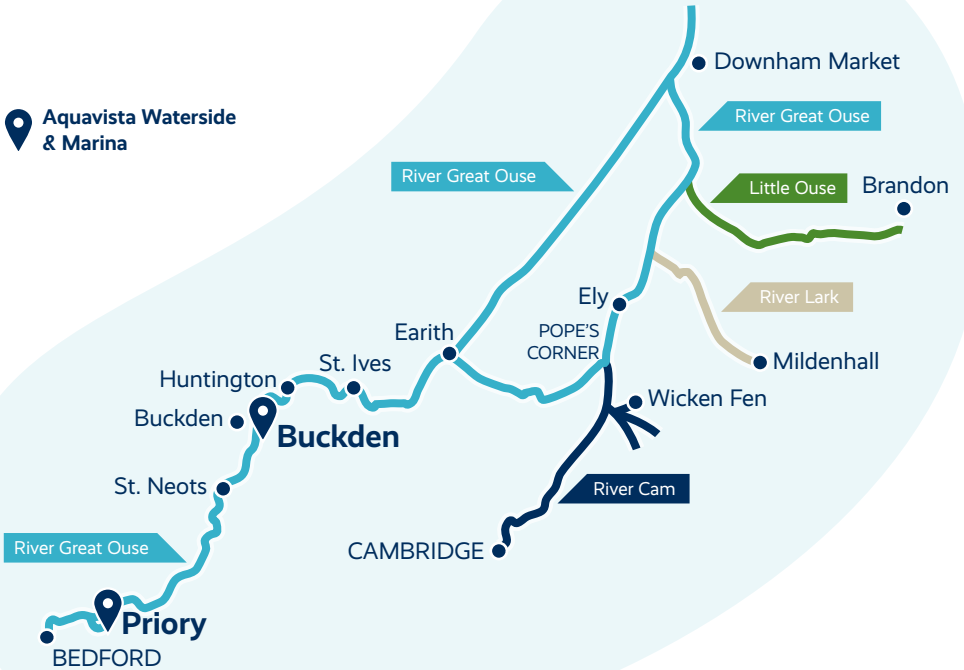 Downham Market
Aquavista Waterside
& Marina
River Great Ouse
River Great Ouse
Little Ouse
Brandon
River Lark
Ely
POPE'S
CORNER
Earith
St. Ives
Mildenhall
Huntington
Wicken Fen
Buckden
Buckden
St. Neots
River Cam
River Great Ouse
CAMBRIDGE
Priory
BEDFORD